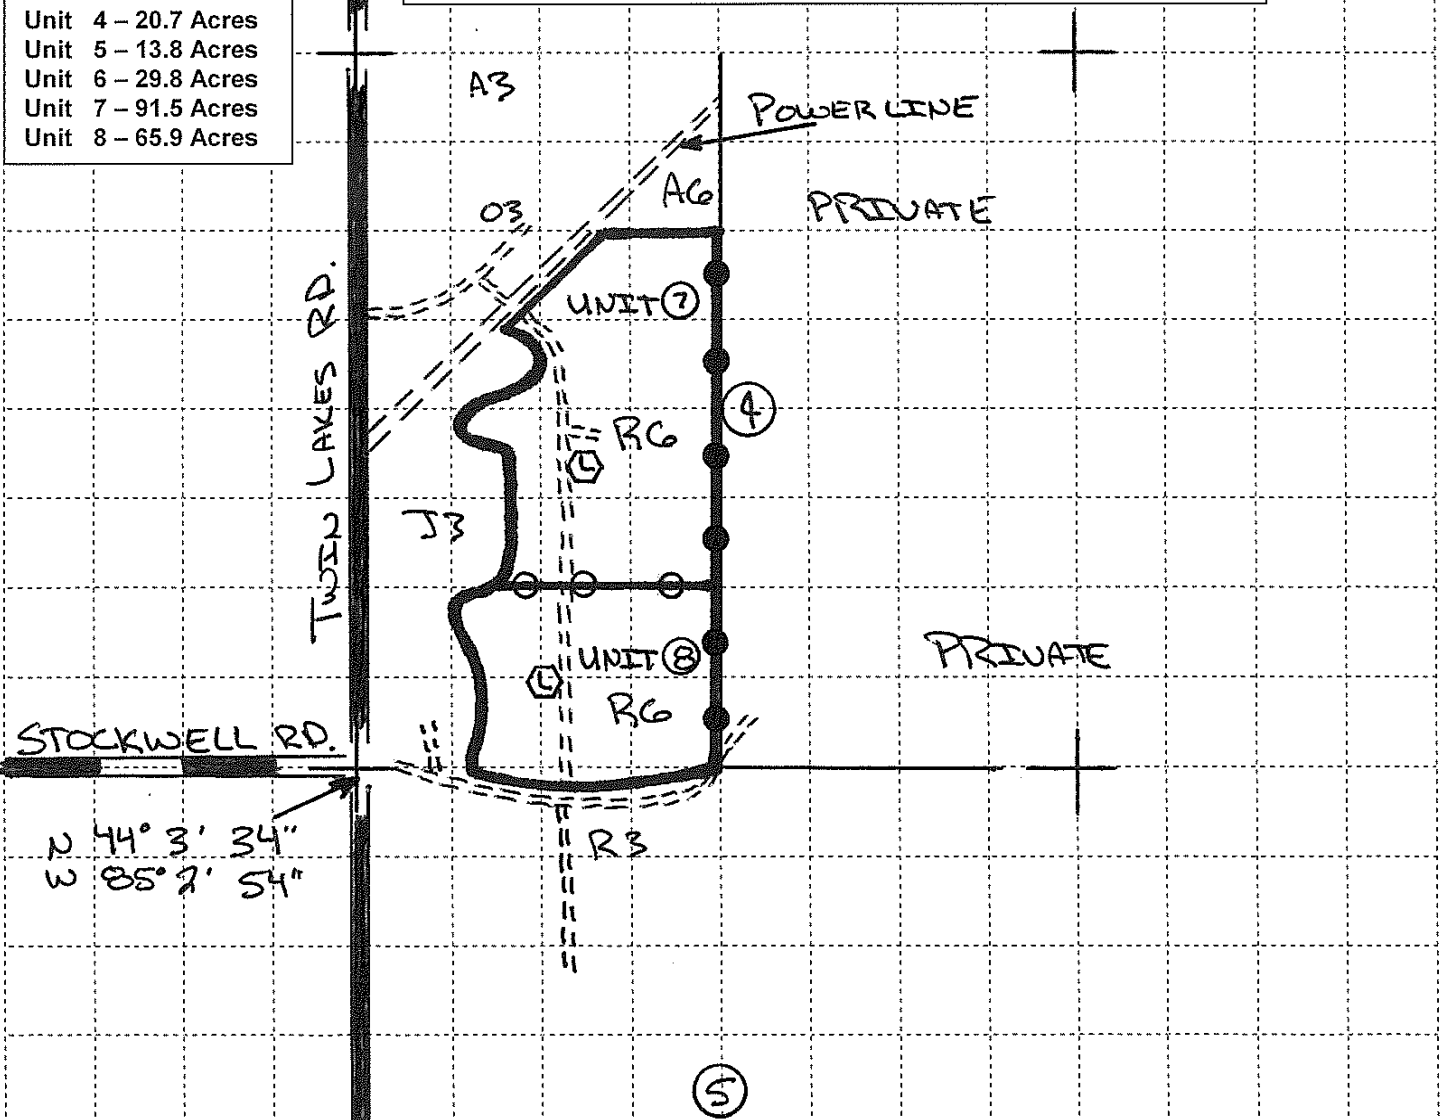 Unit 4 – 20.7 Acres
Unit 5 – 13.8 Acres
Unit 6 – 29.8 Acres
Unit 7 – 91.5 Acres
Unit 8 – 65.9 Acres
A3
POWERLINE
A6
PRIVATE
O3
UNIT 7
TWIN LAKES RD.
4
R6
L
J3
UNIT 8
L
R6
PRIVATE
STOCKWELL RD.
N 44° 3' 34"
W 85° 2' 54"
R3
5